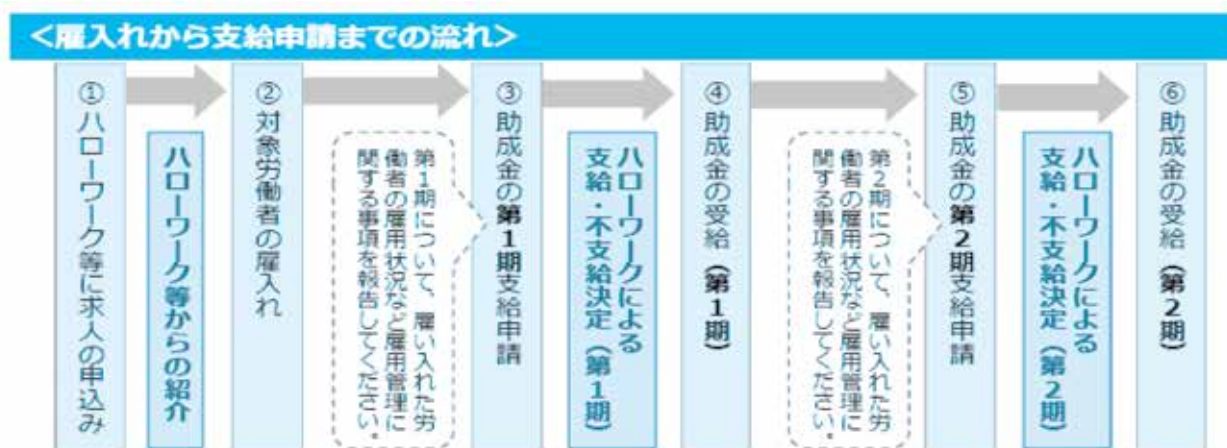 ＜雇入れから支給申請までの流れ＞
①ハローワーク等に求人の申込み
ハローワーク等からの紹介
②対象労働者の雇入れ
第1期について、雇い入れた労
働者の雇用状況など雇用管理に
関する事項を報告してください。
③助成金の第1期支給申請
ハローワークによる
支給・不支給決定（第1期）
④助成金の受給（第1期）
第2期について、雇い入れた労
働者の雇用状況など雇用管理に
関する事項を報告してください。
⑤助成金の第2期支給申請
ハローワークによる
支給・不支給決定（第2期）
⑥助成金の受給（第2期）